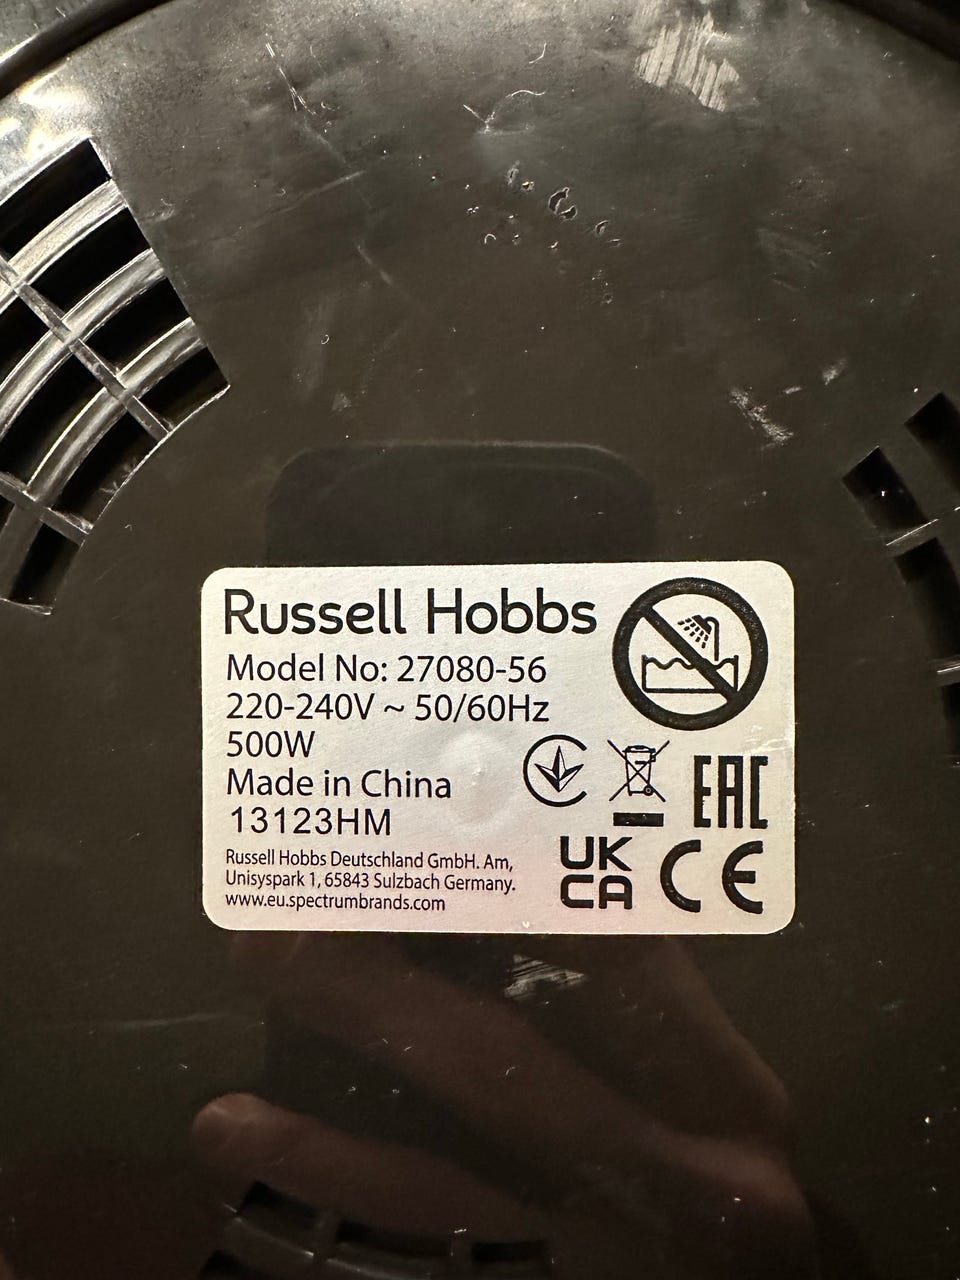 Russell Hobbs
Model No: 27080-56
220-240V ~ 50/60Hz
500W
Made in China
13123HM
Russell Hobbs Deutschland GmbH. Am,
Unisyspark 1, 65843 Sulzbach Germany.
www.eu.spectrumbrands.com
EAC
UK
CA
CE